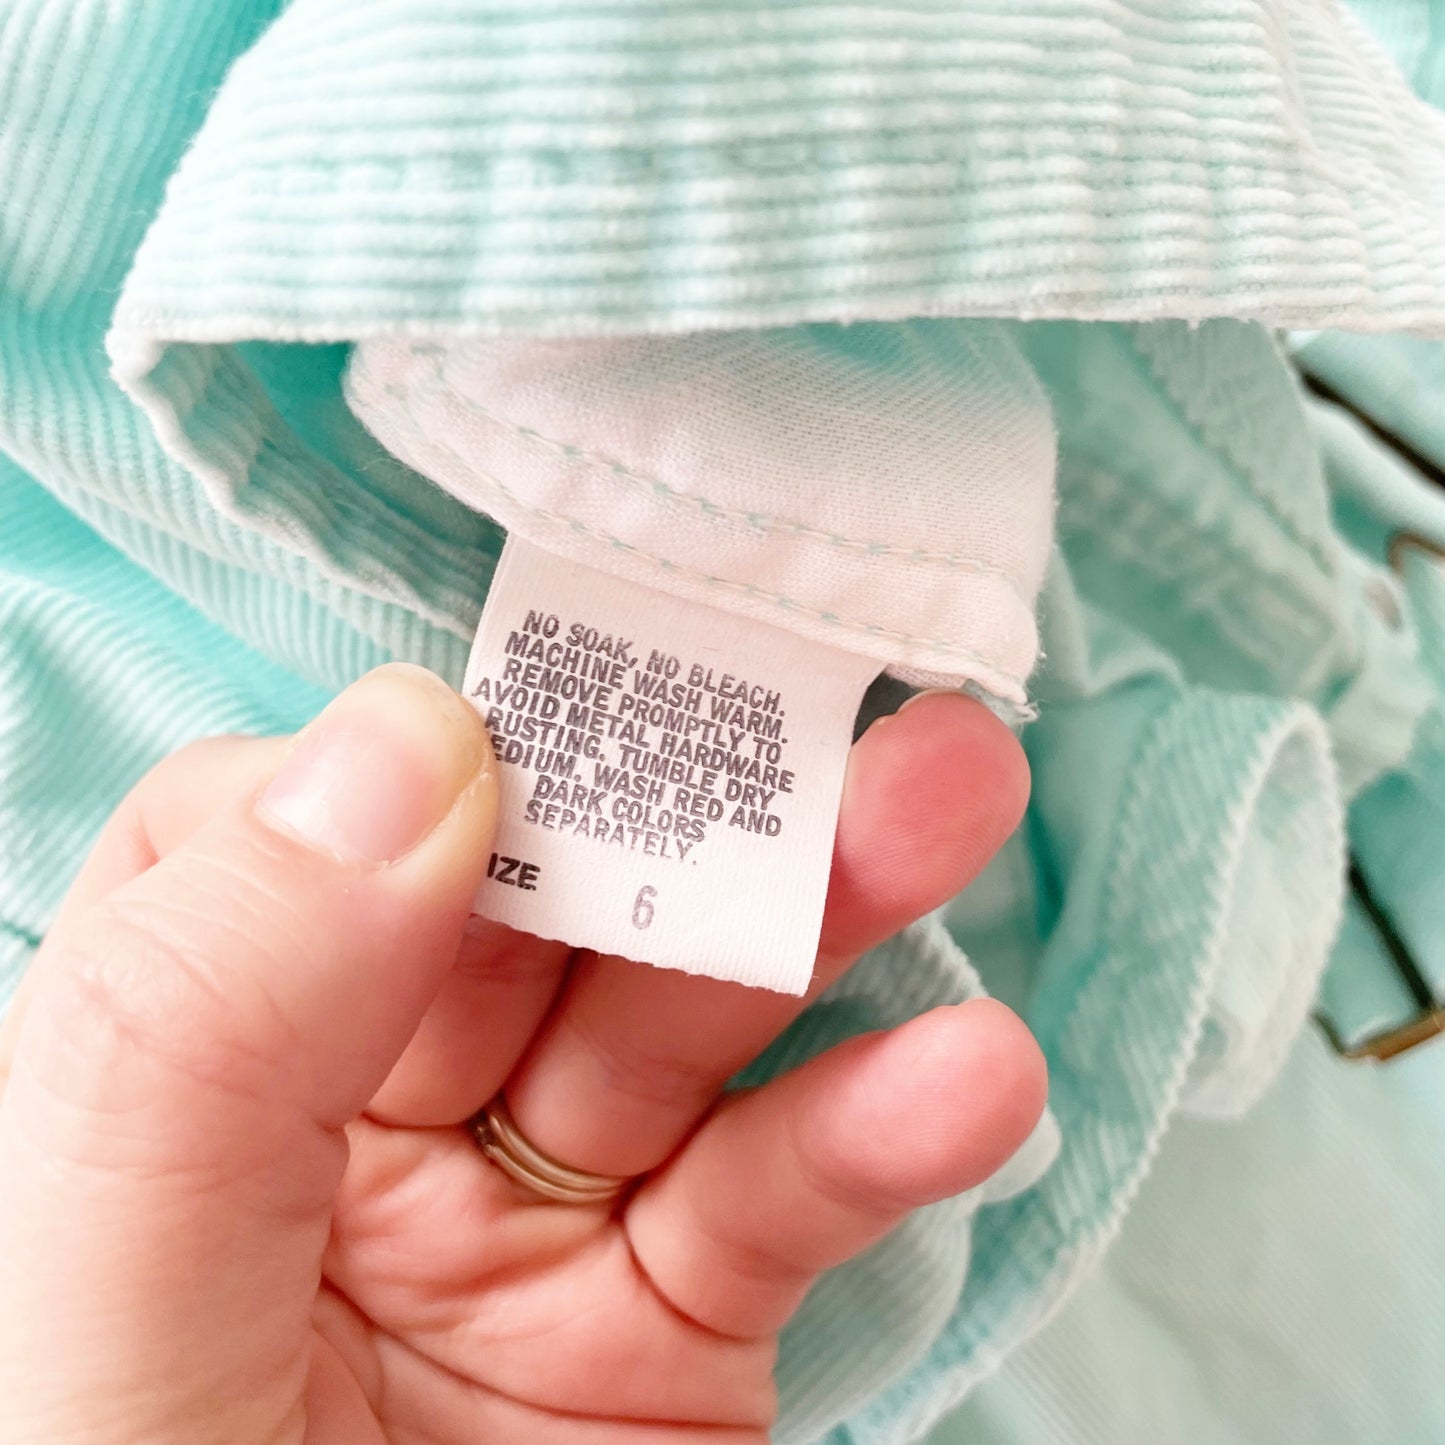 NO SOAK, NO BLEACH.
MACHINE WASH WARM.
REMOVE PROMPTLY TO
AVOID METAL HARDWARE
RUSTING. TUMBLE DRY
EDIUM. WASH RED AND
DARK COLORS
SEPARATELY.
IZE 6